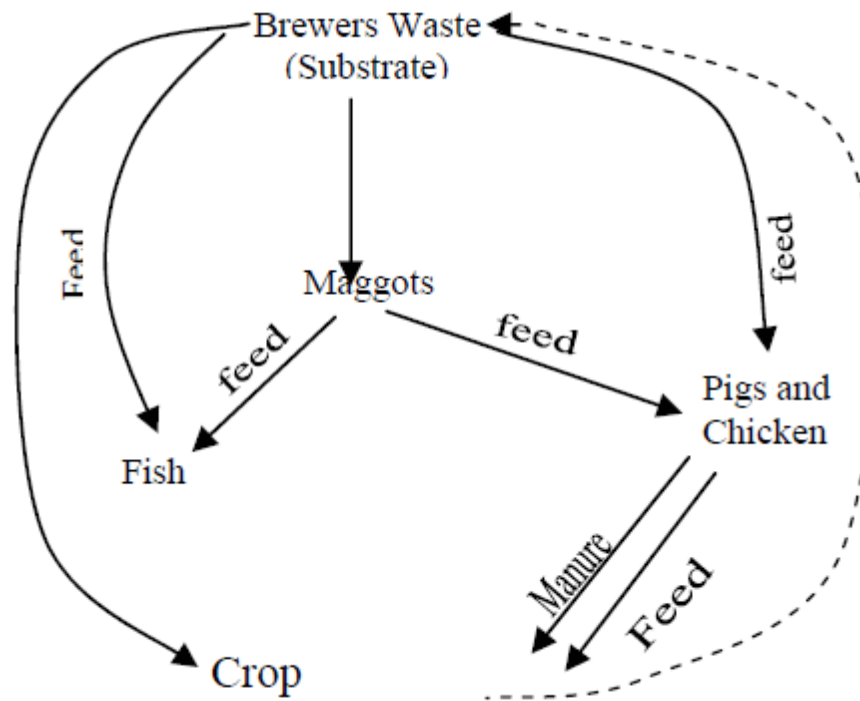 Brewers Waste
(Substrate)
Feed
feed
Maggots
feed
feed
Pigs and
Chicken
Fish
Manure
Feed
Crop